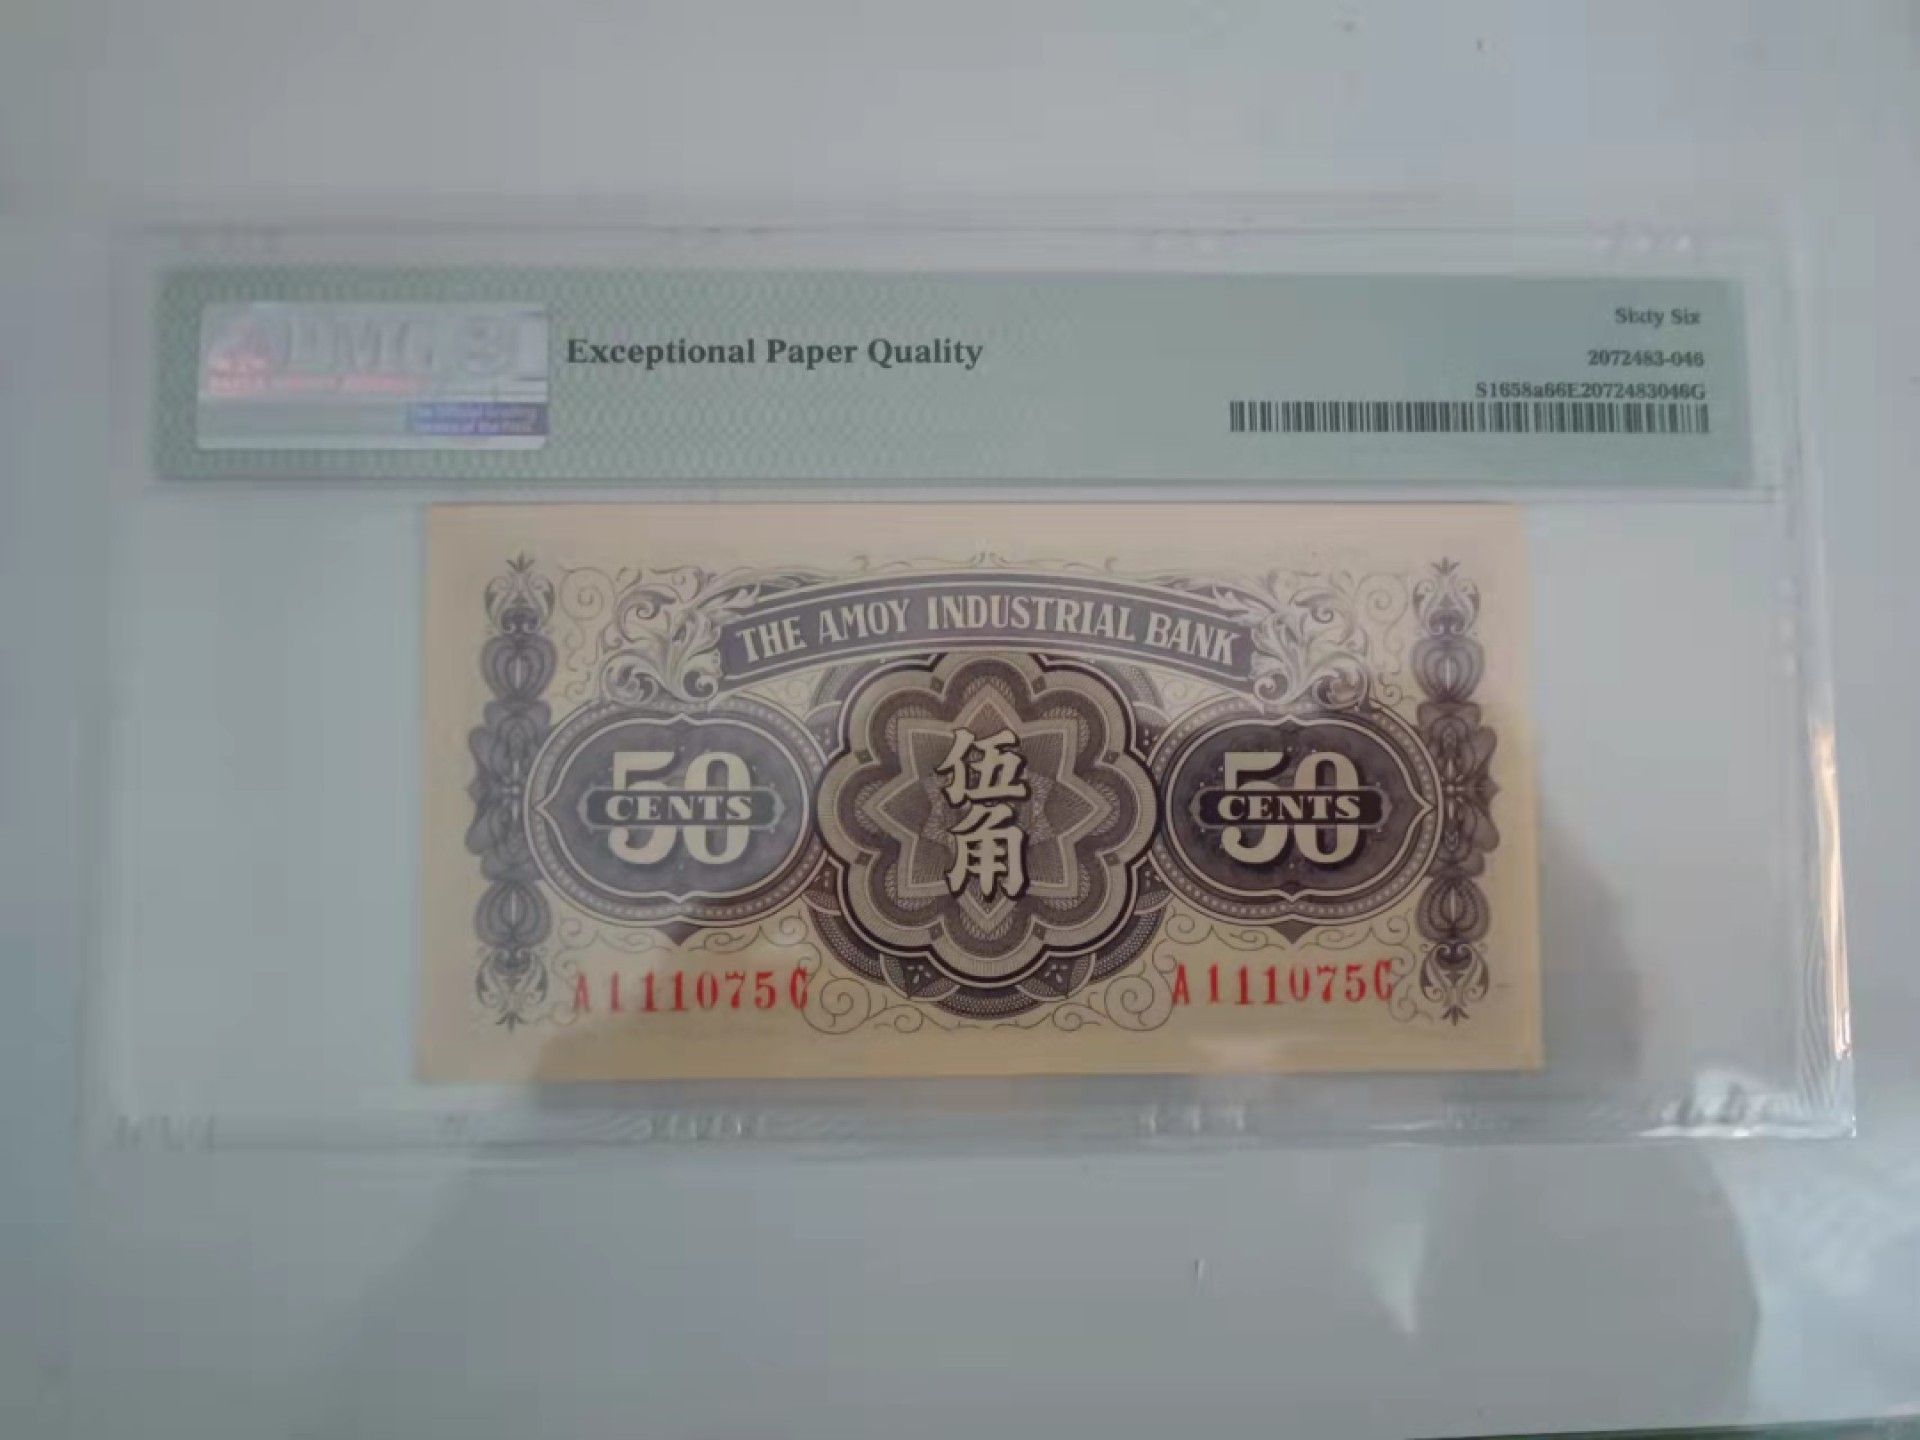 PMG
Exceptional Paper Quality
Sixty Six
2072483-046
S1658a66E2072483046G
THE AMOY INDUSTRIAL BANK
50
CENTS
伍角
50
CENTS
A111075C
A111075C